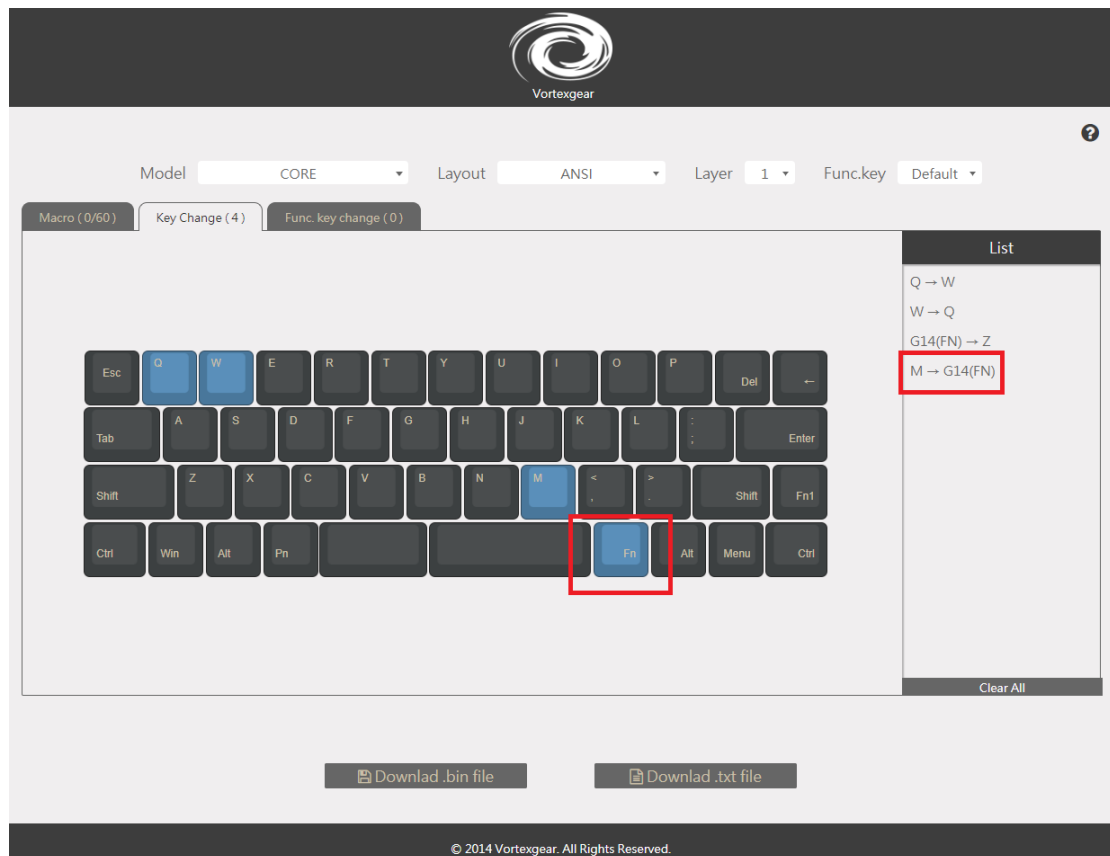 Vortexgear
Model CORE Layout ANSI Layer 1 Func.key Default
Macro ( 0/60 ) Key Change ( 4 ) Func. key change ( 0 )
List
Q → W
W → Q
G14(FN) → Z
M → G14(FN)
Esc Q W E R T Y U I O P Del ←
Tab A S D F G H J K L : ; Enter
Shift Z X C V B N M < , > . Shift Fn1
Ctrl Win Alt Pn Fn Alt Menu Ctrl
Clear All
Downlad .bin file Downlad .txt file
© 2014 Vortexgear. All Rights Reserved.